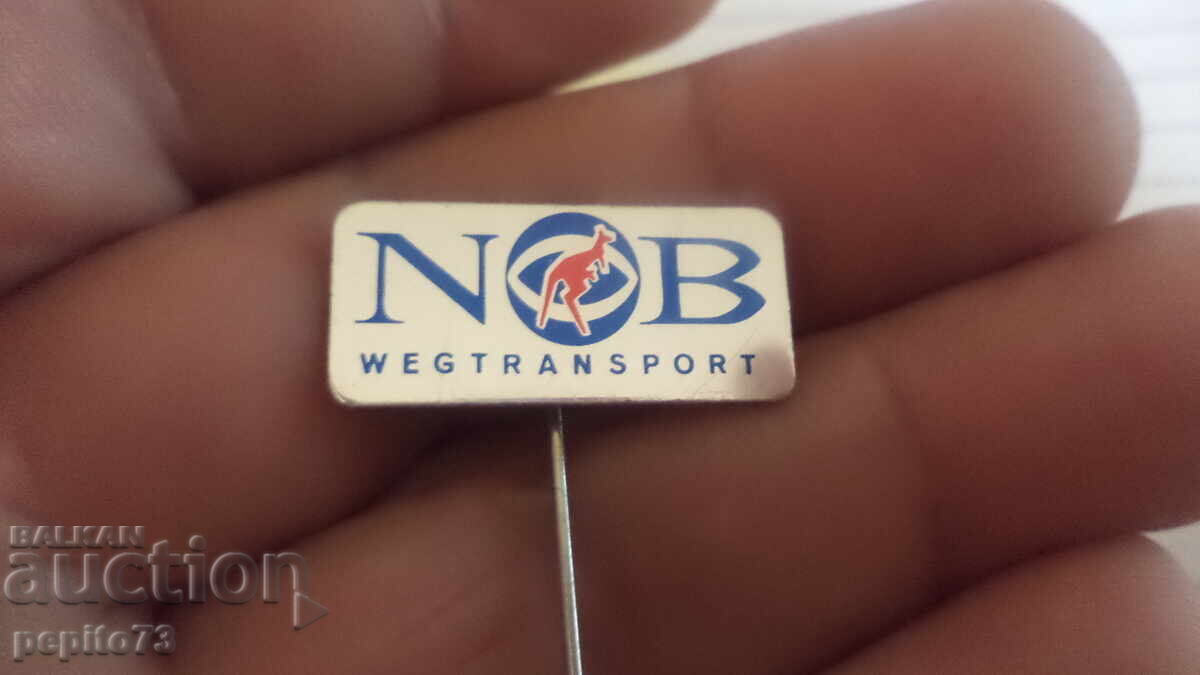 NOB
WEGTRANSPORT
BALKAN
auction
pepito73